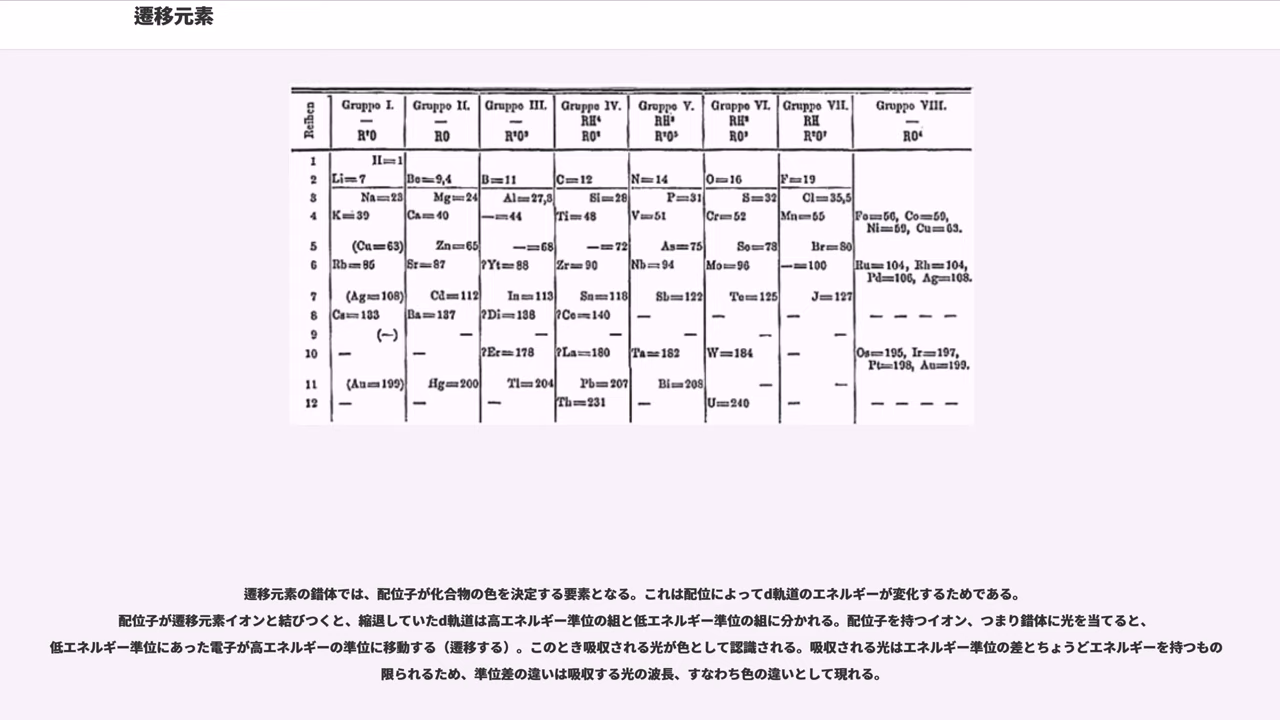 遷移元素
Reihen Gruppo I. Gruppo II. Gruppo III. Gruppo IV. Gruppo V. Gruppo VI. Gruppo VII. Gruppo VIII.
— — — RH⁴ RH³ RH² RH —
R²O RO R²O³ RO² R²O⁵ RO³ R²O⁷ RO⁴
1 H=1
2 Li=7 Be=9,4 B=11 C=12 N=14 O=16 F=19
3 Na=23 Mg=24 Al=27,3 Si=28 P=31 S=32 Cl=35,5
4 K=39 Ca=40 —=44 Ti=48 V=51 Cr=52 Mn=55 Fo=56, Co=59,
Ni=59, Cu=63.
5 (Cu=63) Zn=65 —=68 —=72 As=75 So=78 Br=80
6 Rb=85 Sr=87 ?Yt=88 Zr=90 Nb=94 Mo=96 —=100 Ru=104, Rh=104,
Pd=106, Ag=108.
7 (Ag=108) Cd=112 In=113 Sn=118 Sb=122 To=125 J=127
8 Cs=133 Ba=137 ?Di=138 ?Co=140 — — — — — — —
9 (—) — — — — — —
10 — — ?Er=178 ?La=180 Ta=182 W=184 — Os=195, Ir=197,
Pt=198, Au=199.
11 (Au=199) Hg=200 Tl=204 Pb=207 Bi=208 — —
12 — — — Th=231 — U=240 — — — — —
遷移元素の錯体では、配位子が化合物の色を決定する要素となる。これは配位によってd軌道のエネルギーが変化するためである。
配位子が遷移元素イオンと結びつくと、縮退していたd軌道は高エネルギー準位の組と低エネルギー準位の組に分かれる。配位子を持つイオン、つまり錯体に光を当てると、
低エネルギー準位にあった電子が高エネルギーの準位に移動する（遷移する）。このとき吸収される光が色として認識される。吸収される光はエネルギー準位の差とちょうどエネルギーを持つもの
限られるため、準位差の違いは吸収する光の波長、すなわち色の違いとして現れる。